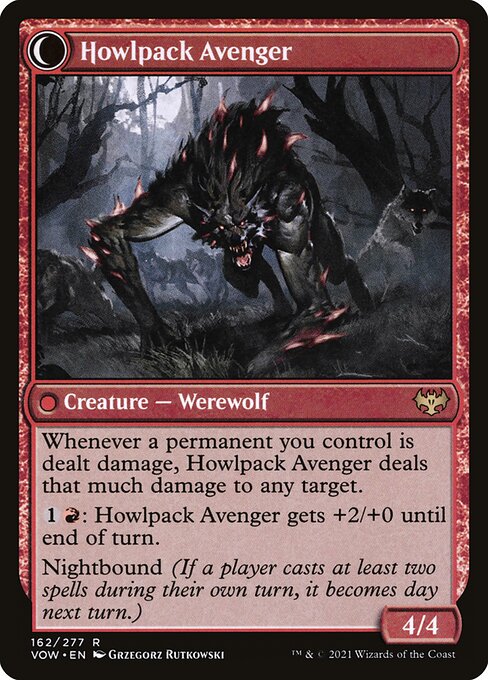 Howlpack Avenger
Creature — Werewolf
Whenever a permanent you control is
dealt damage, Howlpack Avenger deals
that much damage to any target.
1 R: Howlpack Avenger gets +2/+0 until
end of turn.
Nightbound (If a player casts at least two
spells during their own turn, it becomes day
next turn.)
4/4
162/277 R
VOW • EN Grzegorz Rutkowski
™ & © 2021 Wizards of the Coast